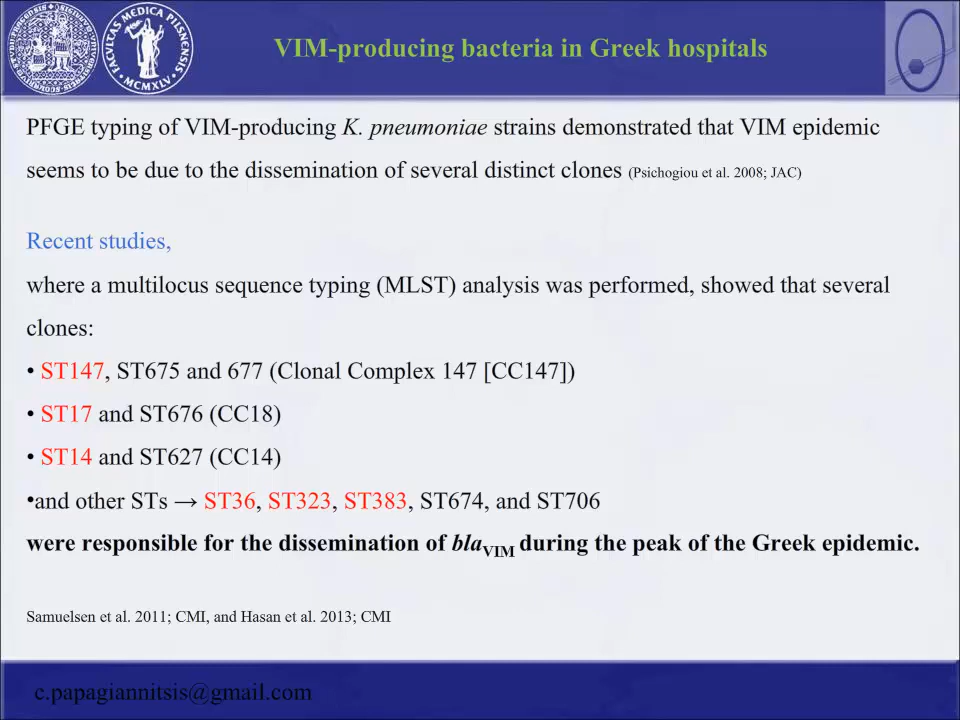 FACULTAS MEDICA PILSNENSIS
MCMXLV
VIM-producing bacteria in Greek hospitals
PFGE typing of VIM-producing K. pneumoniae strains demonstrated that VIM epidemic
seems to be due to the dissemination of several distinct clones (Psichogiou et al. 2008; JAC)
Recent studies,
where a multilocus sequence typing (MLST) analysis was performed, showed that several
clones:
• ST147, ST675 and 677 (Clonal Complex 147 [CC147])
• ST17 and ST676 (CC18)
• ST14 and ST627 (CC14)
•and other STs → ST36, ST323, ST383, ST674, and ST706
were responsible for the dissemination of blaVIM during the peak of the Greek epidemic.
Samuelsen et al. 2011; CMI, and Hasan et al. 2013; CMI
c.papagiannitsis@gmail.com